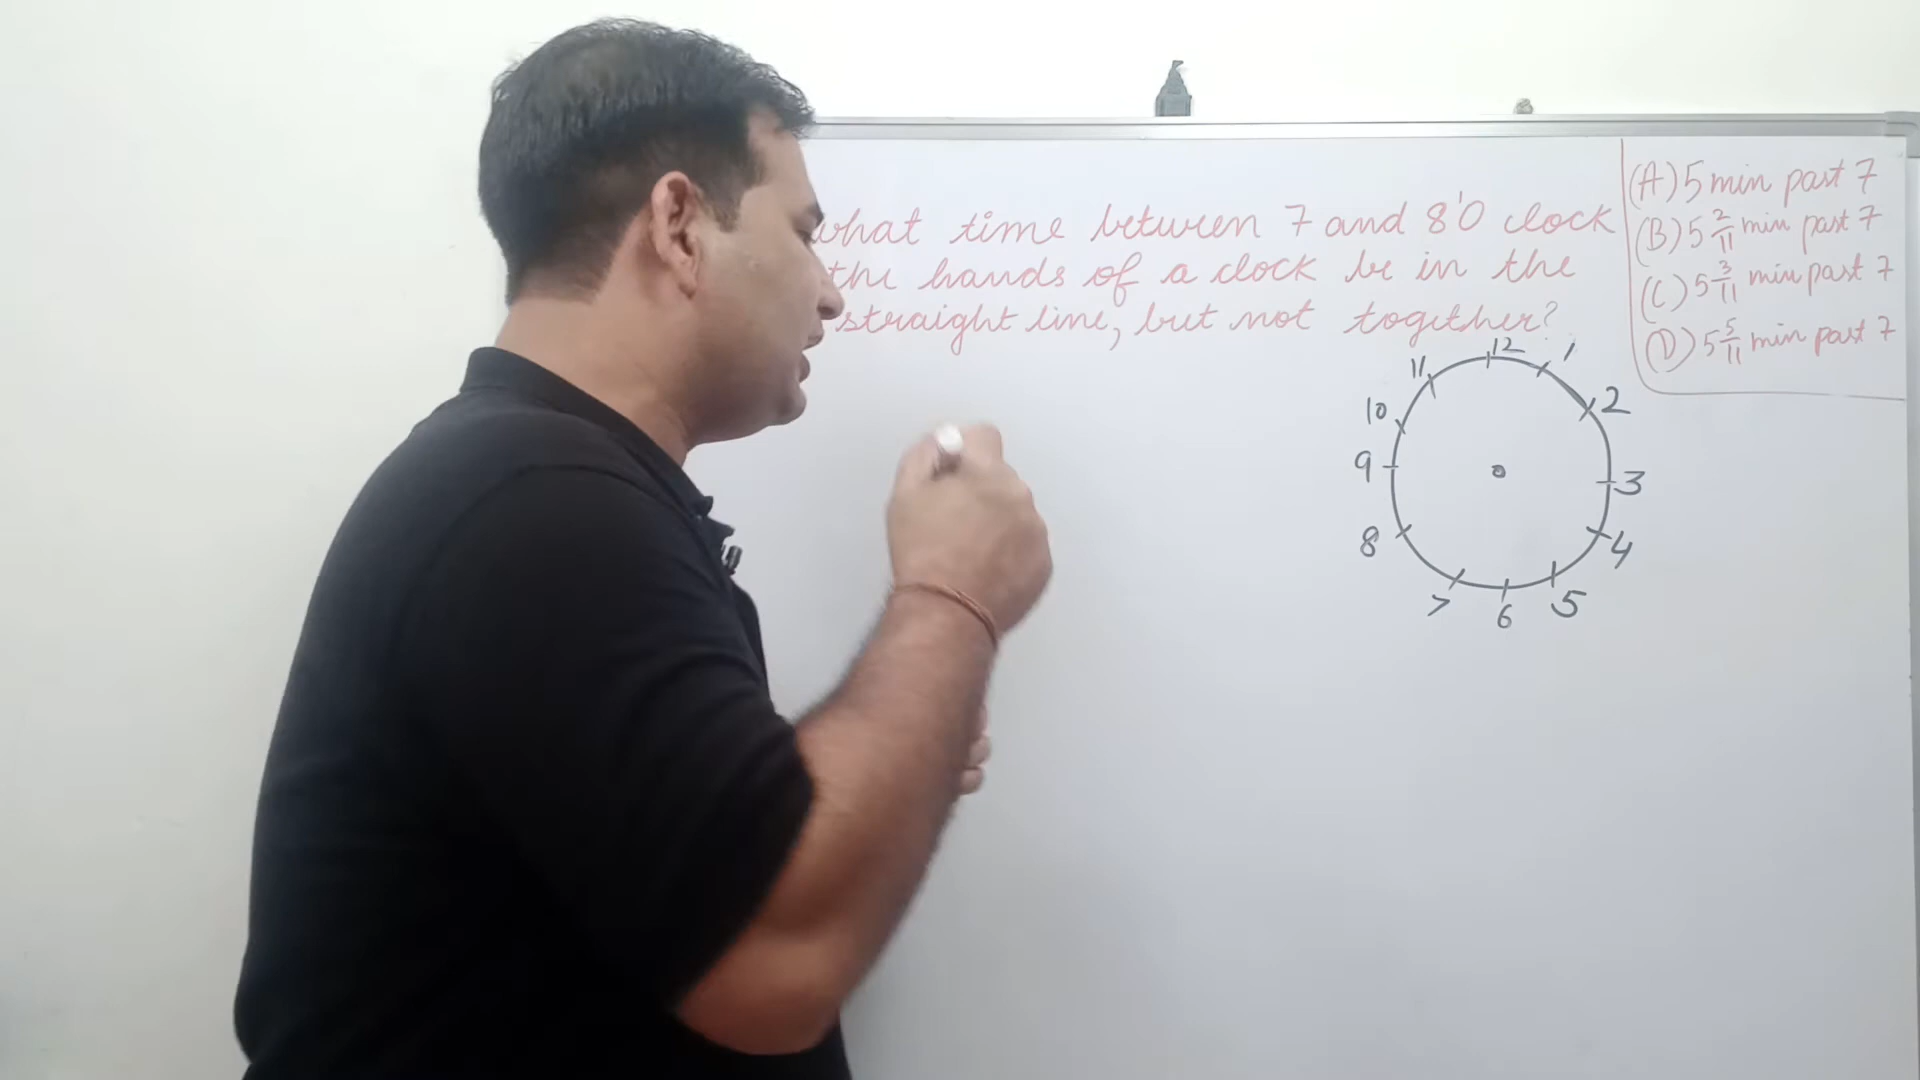 what time between 7 and 8'0 clock
the hands of a clock be in the
straight line, but not together?
(A) 5 min past 7
(B) 5 2/11 min past 7
(C) 5 3/11 min past 7
(D) 5 5/11 min past 7
12
1
2
3
4
5
6
7
8
9
10
11